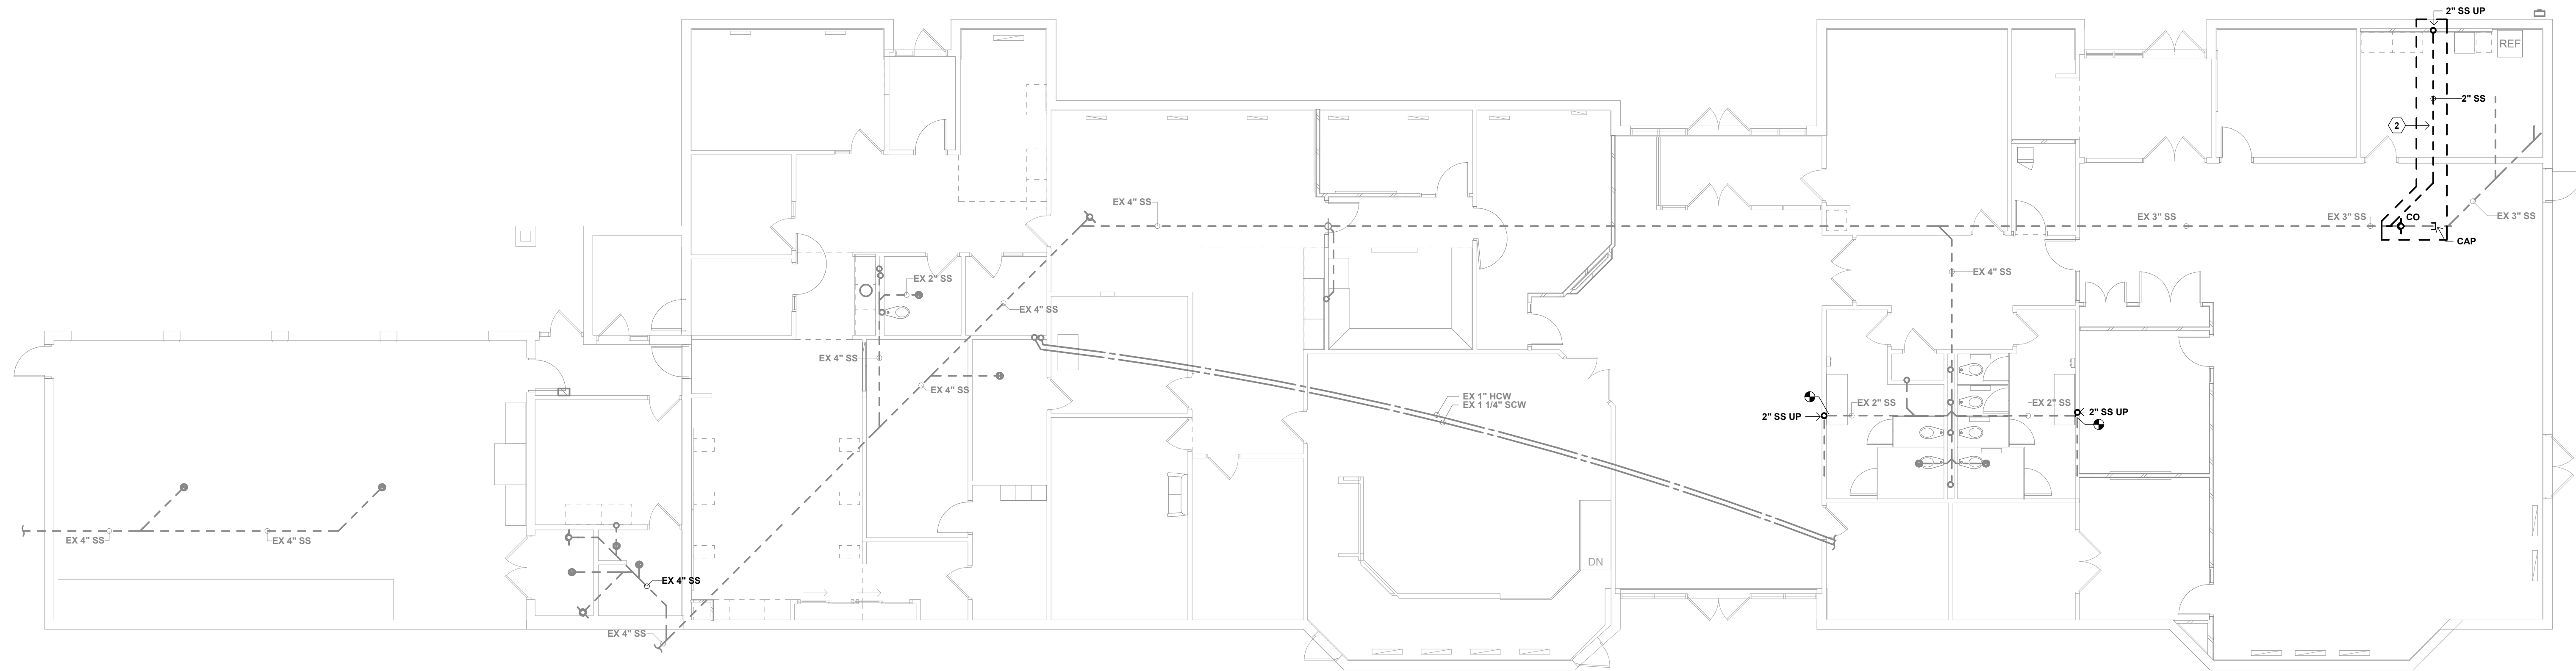 2" SS UP
REF
2" SS
2
EX 4" SS
EX 3" SS
EX 3" SS
CO
EX 3" SS
CAP
EX 4" SS
EX 2" SS
EX 4" SS
EX 4" SS
EX 4" SS
EX 1" HCW
EX 1 1/4" SCW
2" SS UP
EX 2" SS
EX 2" SS
2" SS UP
EX 4" SS
EX 4" SS
DN
EX 4" SS
EX 4" SS